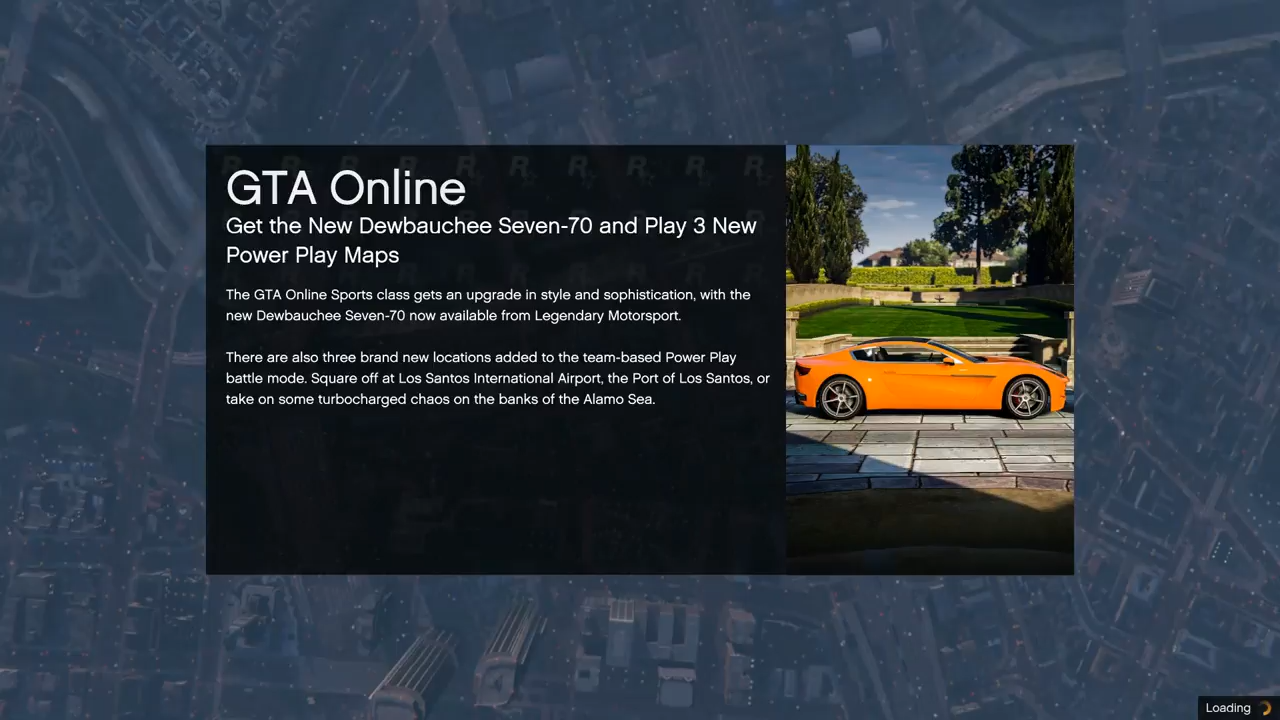 GTA Online
Get the New Dewbauchee Seven-70 and Play 3 New
Power Play Maps
The GTA Online Sports class gets an upgrade in style and sophistication, with the
new Dewbauchee Seven-70 now available from Legendary Motorsport.
There are also three brand new locations added to the team-based Power Play
battle mode. Square off at Los Santos International Airport, the Port of Los Santos, or
take on some turbocharged chaos on the banks of the Alamo Sea.
Loading